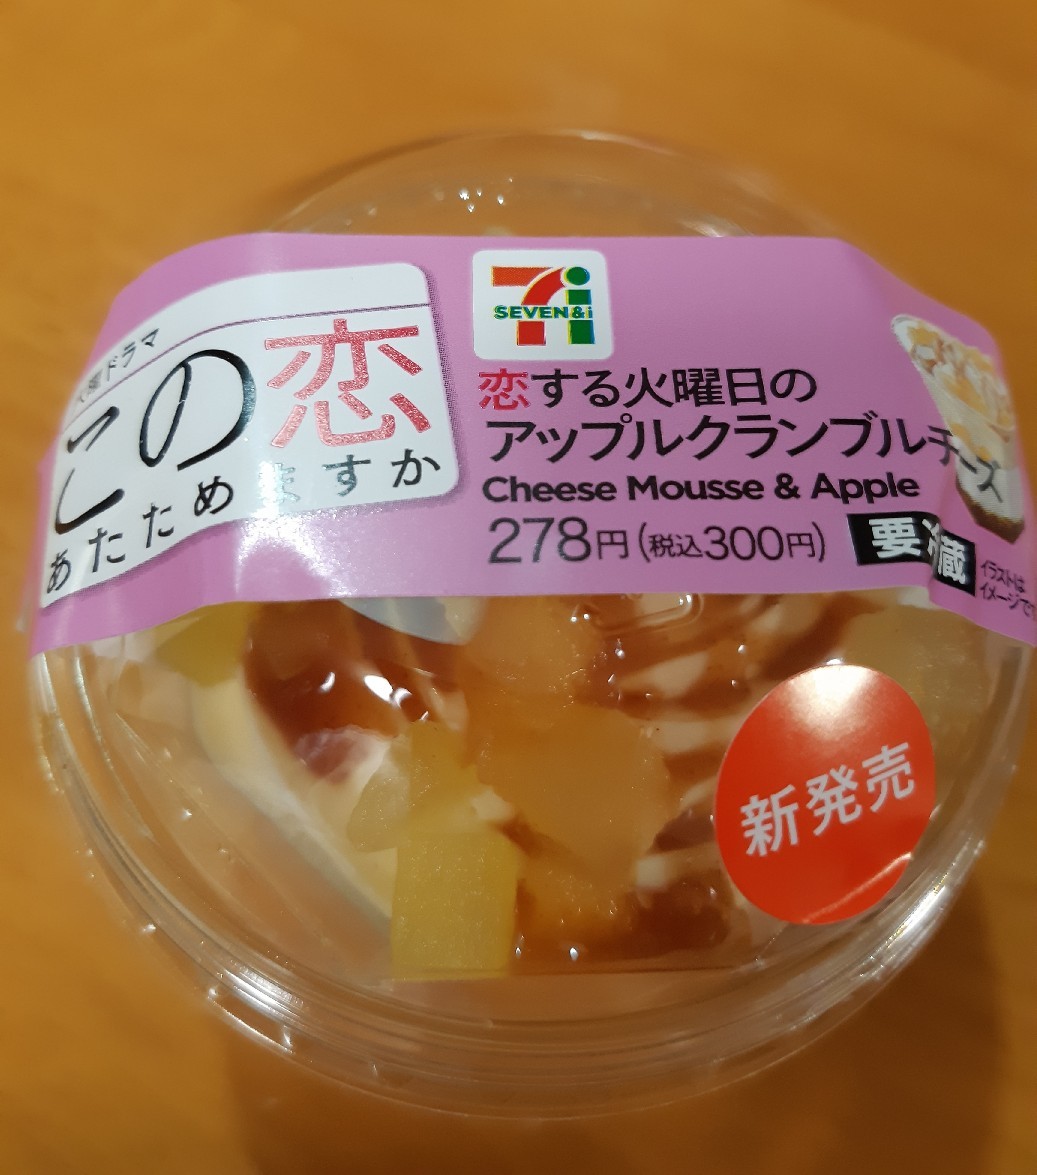 火曜ドラマ
この恋
あたためますか
SEVEN&i
恋する火曜日の
アップルクランブルチーズ
Cheese Mousse & Apple
278円(税込300円)
要冷蔵
イラストは
イメージです
新発売